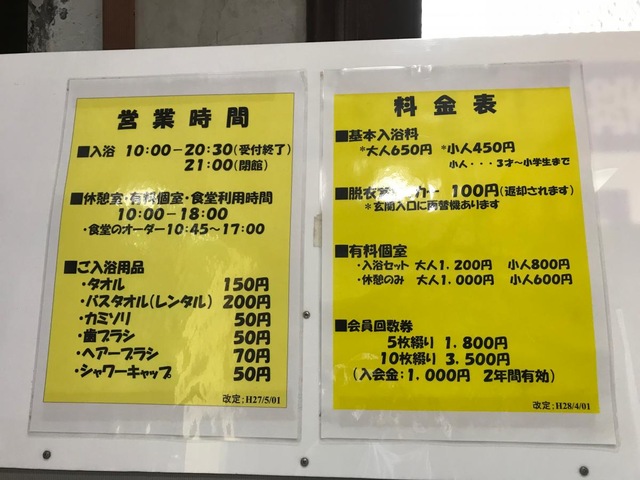 営業時間
■入浴 10:00－20:30(受付終了)
21:00(閉館)
■休憩室・有料個室・食堂利用時間
10:00－18:00
・食堂のオーダー10:45～17:00
■ご入浴用品
・タオル 150円
・バスタオル(レンタル) 200円
・カミソリ 50円
・歯ブラシ 50円
・ヘアーブラシ 70円
・シャワーキャップ 50円
改定;H27/5/01
料金表
■基本入浴料
*大人650円 *小人450円
小人・・・3才～小学生まで
■脱衣 100円(返却されます)
*玄関入口に両替機あります
■有料個室
・入浴セット 大人1,200円 小人800円
・休憩のみ 大人1,000円 小人600円
■会員回数券
5枚綴り 1,800円
10枚綴り 3,500円
(入会金:1,000円 2年間有効)
改定;H28/4/01